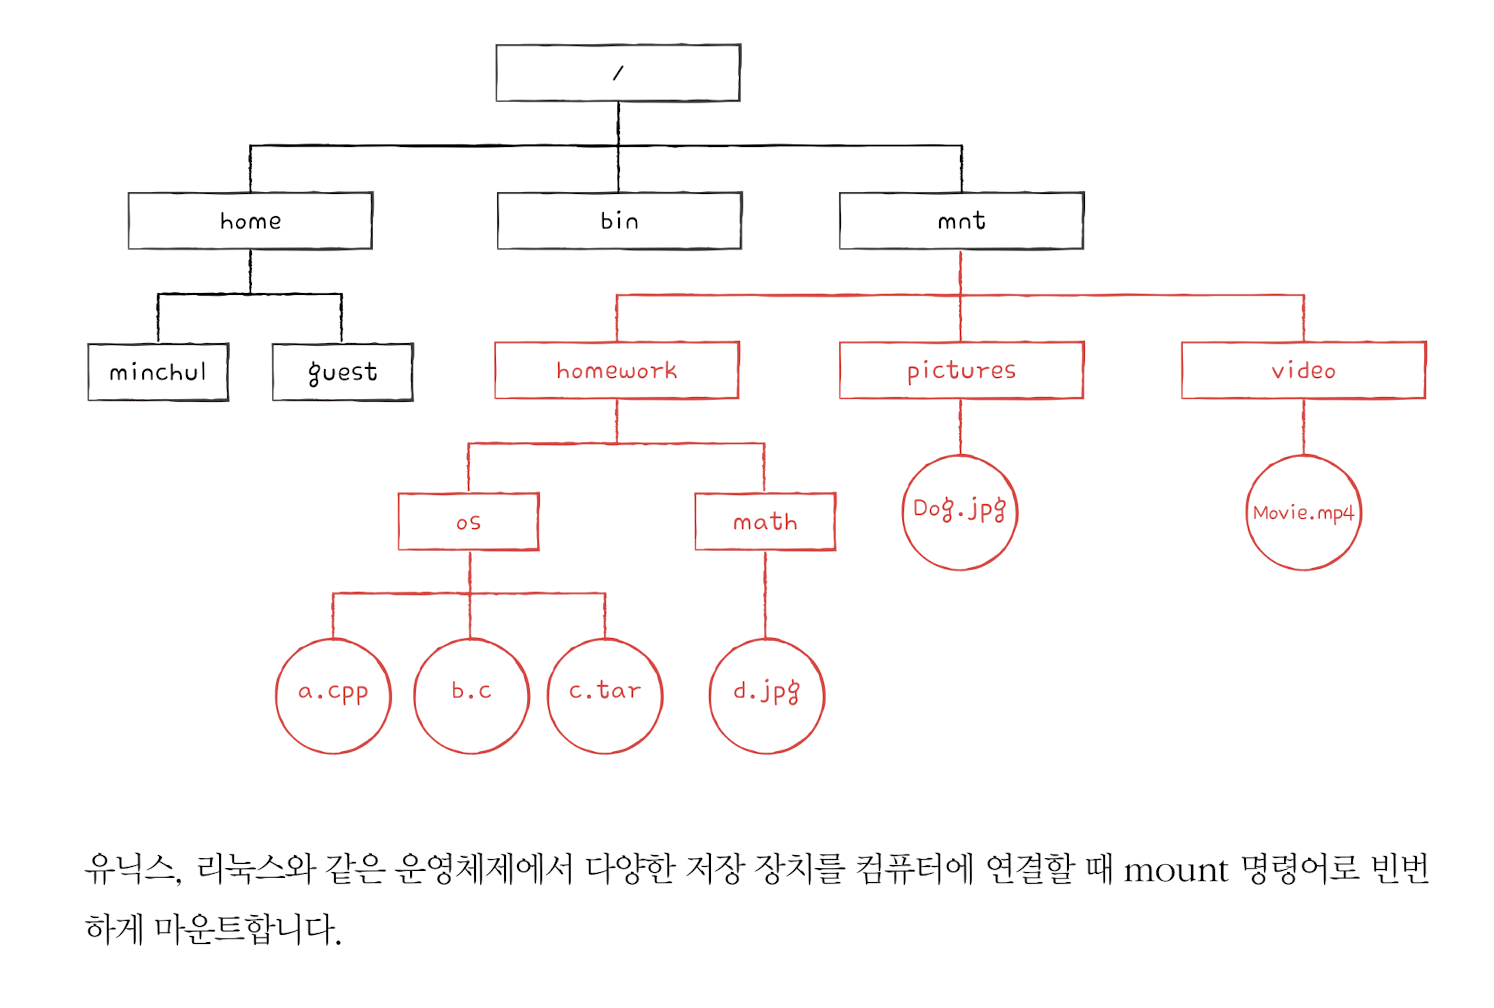 /
home bin mnt
minchul guest homework pictures video
os math Dog.jpg Movie.mp4
a.cpp b.c c.tar d.jpg
유닉스, 리눅스와 같은 운영체제에서 다양한 저장 장치를 컴퓨터에 연결할 때 mount 명령어로 빈번
하게 마운트합니다.